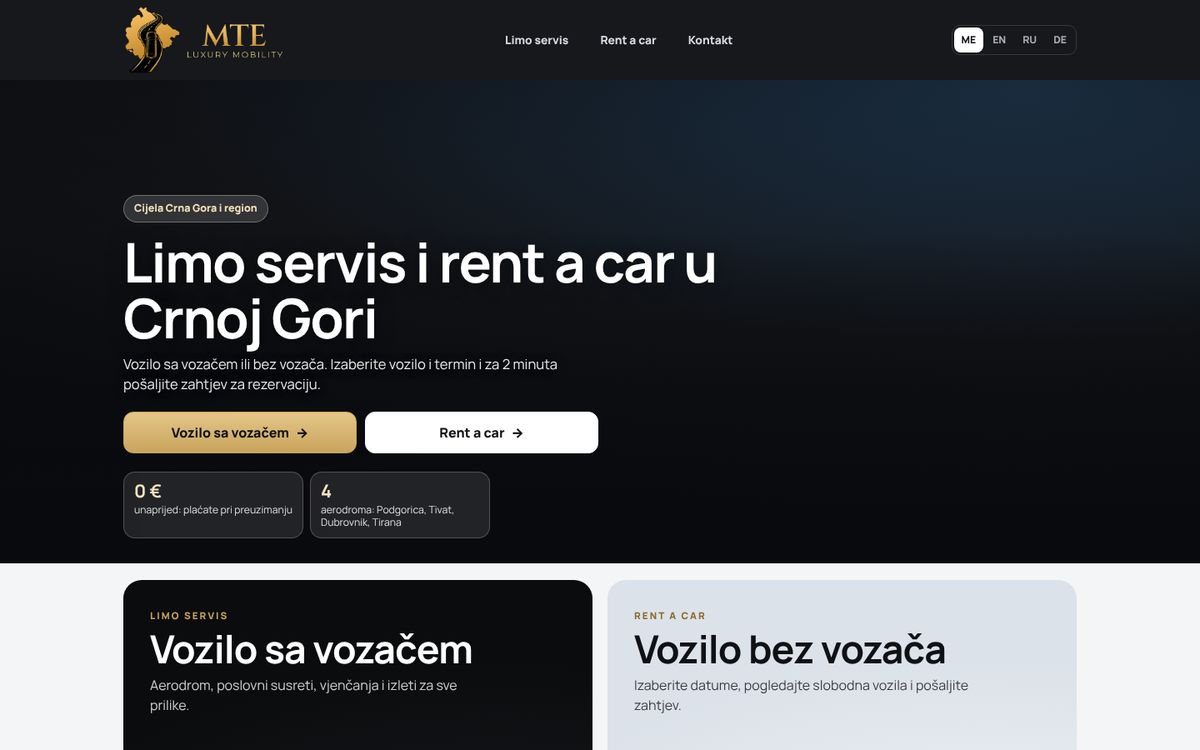 MTE
LUXURY MOBILITY
Limo servis
Rent a car
Kontakt
ME
EN
RU
DE
Cijela Crna Gora i region
Limo servis i rent a car u
Crnoj Gori
Vozilo sa vozačem ili bez vozača. Izaberite vozilo i termin i za 2 minuta
pošaljite zahtjev za rezervaciju.
Vozilo sa vozačem →
Rent a car →
0 €
unaprijed: plaćate pri preuzimanju
4
aerodroma: Podgorica, Tivat,
Dubrovnik, Tirana
LIMO SERVIS
Vozilo sa vozačem
Aerodrom, poslovni susreti, vjenčanja i izleti za sve
prilike.
RENT A CAR
Vozilo bez vozača
Izaberite datume, pogledajte slobodna vozila i pošaljite
zahtjev.